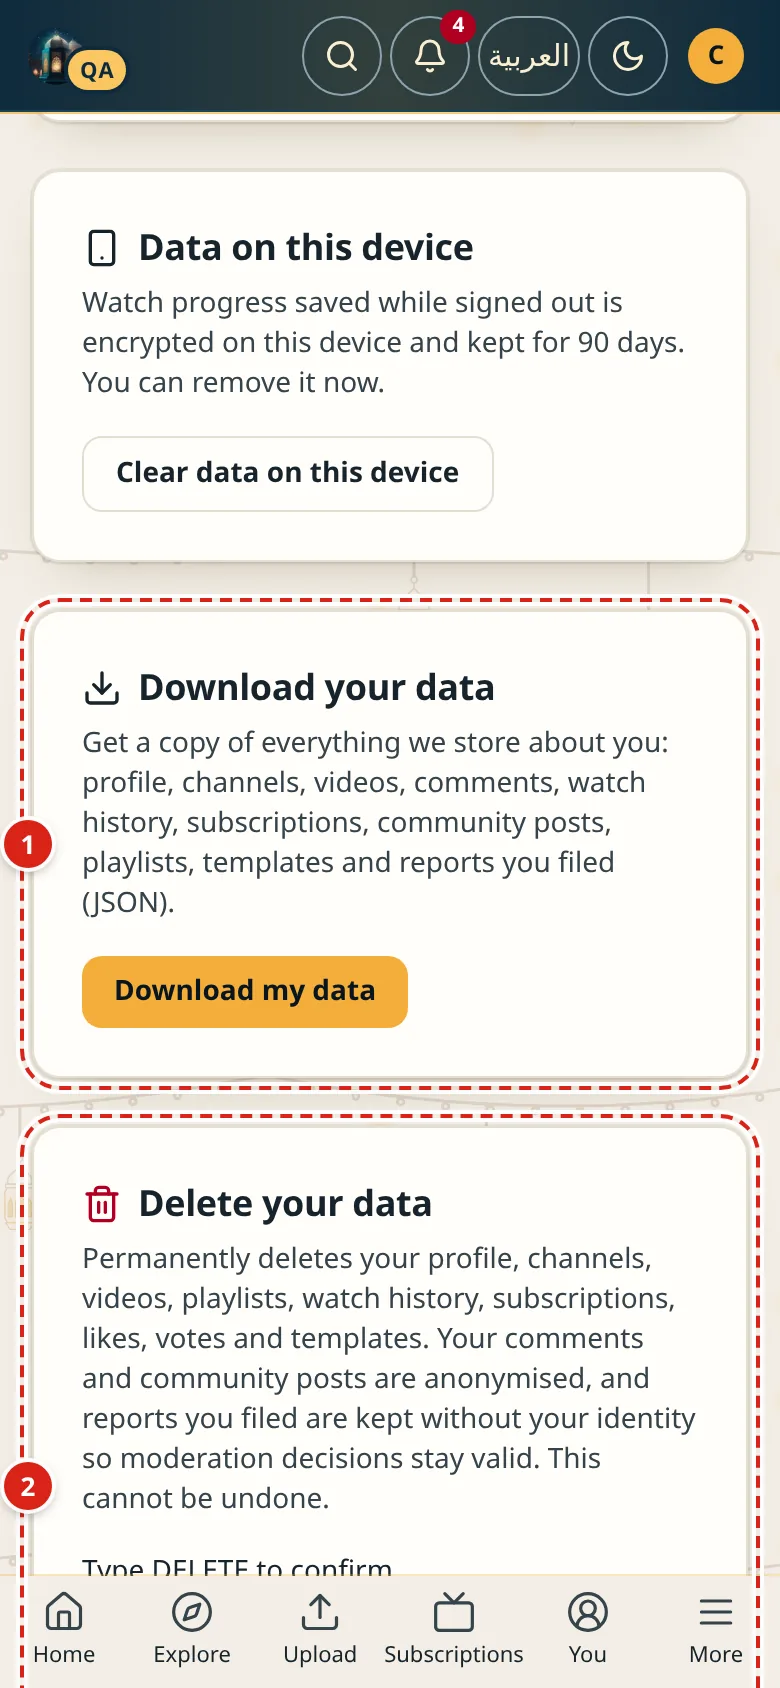 QA
4
العربية
C
Data on this device
Watch progress saved while signed out is
encrypted on this device and kept for 90 days.
You can remove it now.
Clear data on this device
Download your data
Get a copy of everything we store about you:
profile, channels, videos, comments, watch
history, subscriptions, community posts,
playlists, templates and reports you filed
(JSON).
1
Download my data
Delete your data
Permanently deletes your profile, channels,
videos, playlists, watch history, subscriptions,
likes, votes and templates. Your comments
and community posts are anonymised, and
reports you filed are kept without your identity
so moderation decisions stay valid. This
cannot be undone.
2
Type DELETE to confirm
Home
Explore
Upload
Subscriptions
You
More